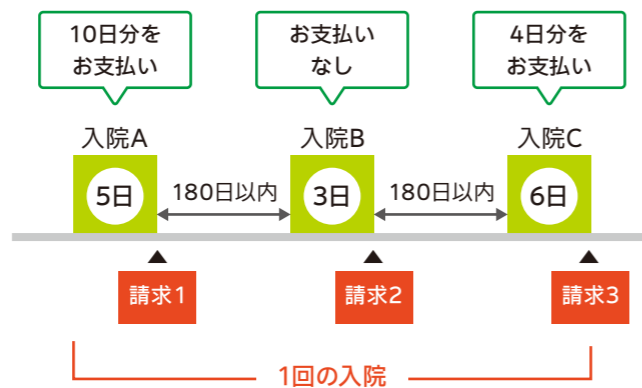 10日分を
お支払い
お支払い
なし
4日分を
お支払い
入院A
入院B
入院C
5日
180日以内
3日
180日以内
6日
請求1
請求2
請求3
1回の入院